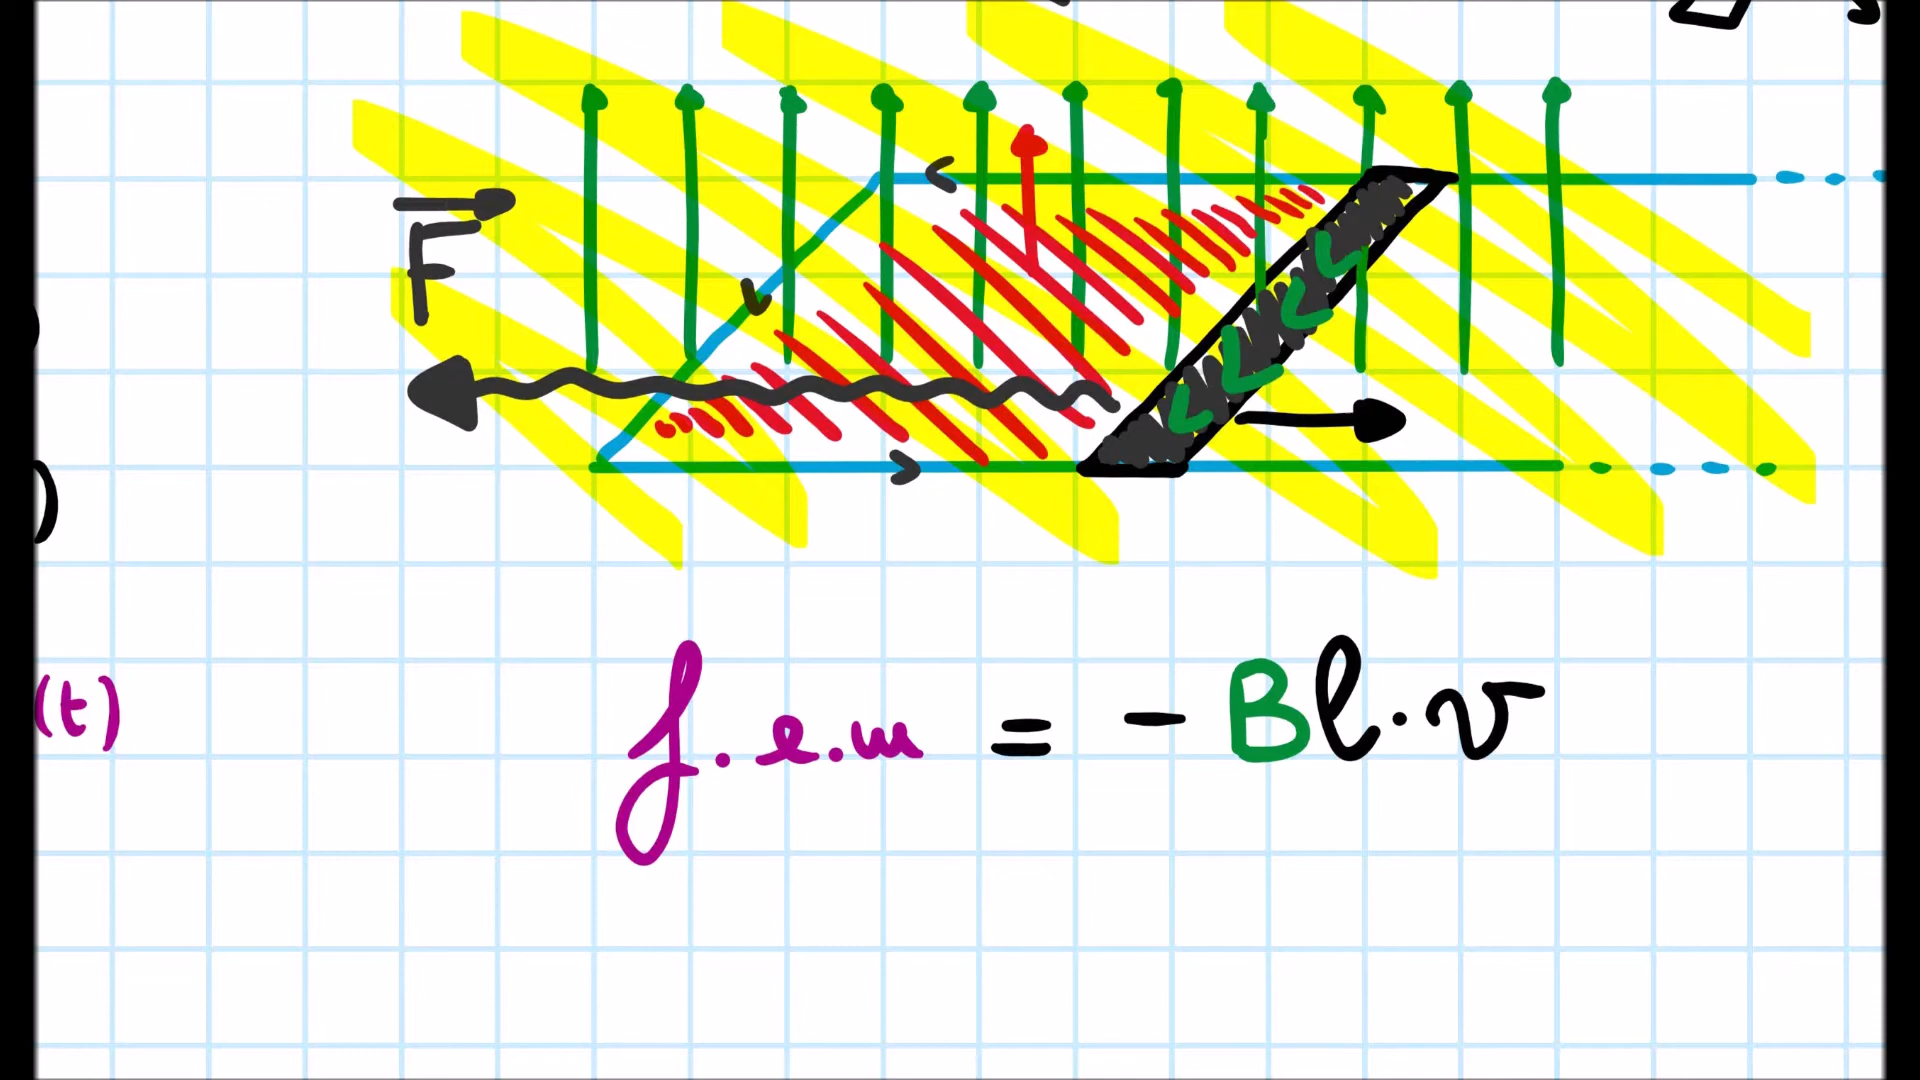 F
(t)
f.e.m = - Bl.v